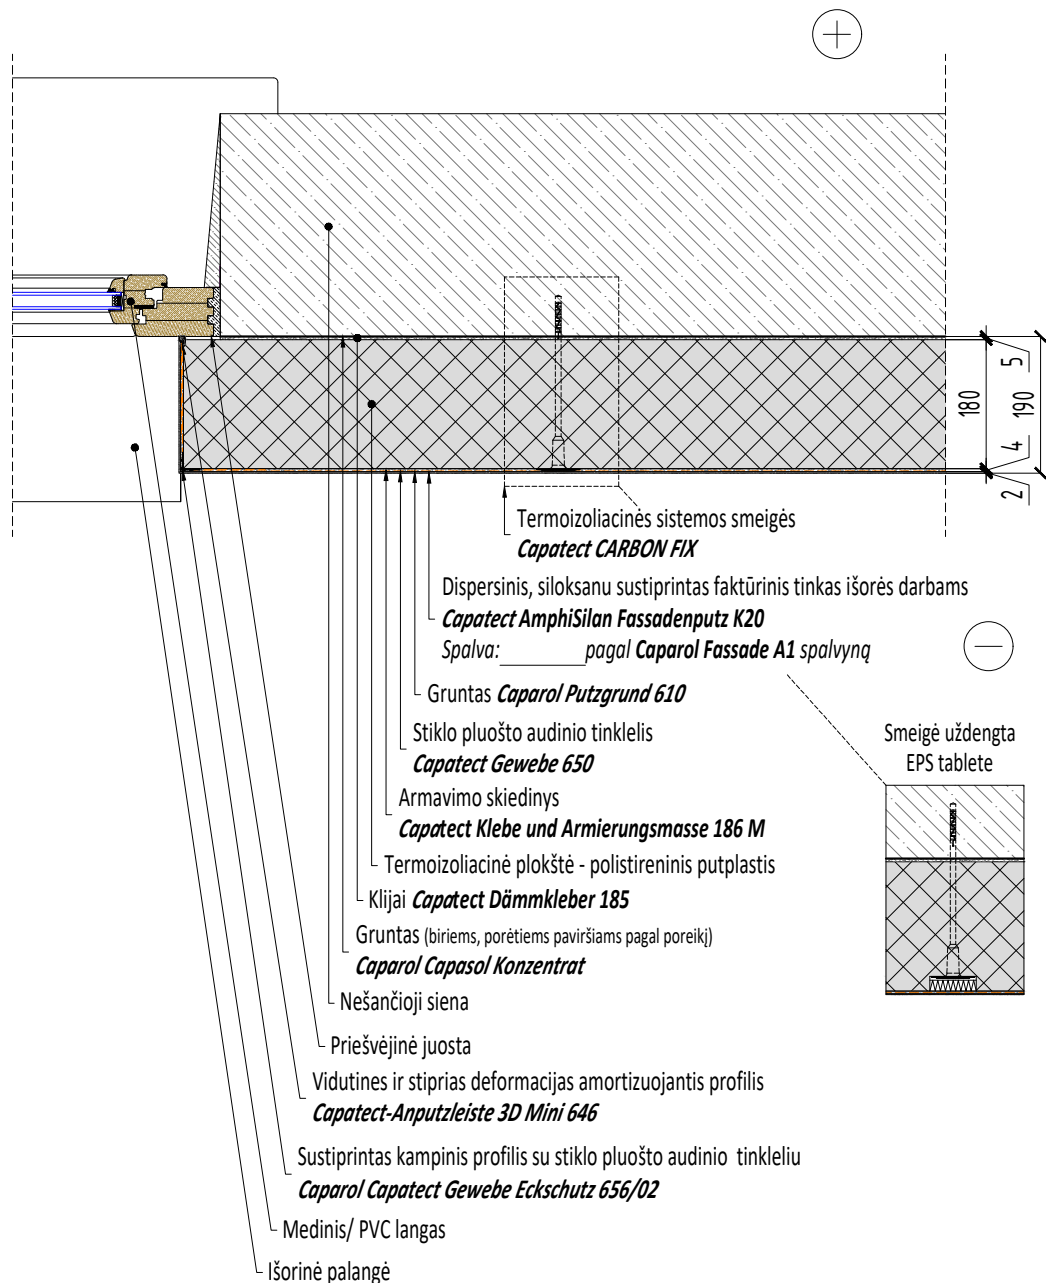 5
180
190
4
2
Termoizoliacinės sistemos smeigės
Capatect CARBON FIX
Dispersinis, siloksanu sustiprintas faktūrinis tinkas išorės darbams
Capatect AmphiSilan Fassadenputz K20
Spalva:________pagal Caparol Fassade A1 spalvyną
Gruntas Caparol Putzgrund 610
Stiklo pluošto audinio tinklelis
Capatect Gewebe 650
Smeigė uždengta
EPS tablete
Armavimo skiedinys
Capatect Klebe und Armierungsmasse 186 M
Termoizoliacinė plokštė - polistireninis putplastis
Klijai Capatect Dämmkleber 185
Gruntas (biriems, porėtiems paviršiams pagal poreikį)
Caparol Capasol Konzentrat
Nešančioji siena
Priešvėjinė juosta
Vidutines ir stiprias deformacijas amortizuojantis profilis
Capatect-Anputzleiste 3D Mini 646
Sustiprintas kampinis profilis su stiklo pluošto audinio tinkleliu
Caparol Capatect Gewebe Eckschutz 656/02
Medinis/ PVC langas
Išorinė palangė